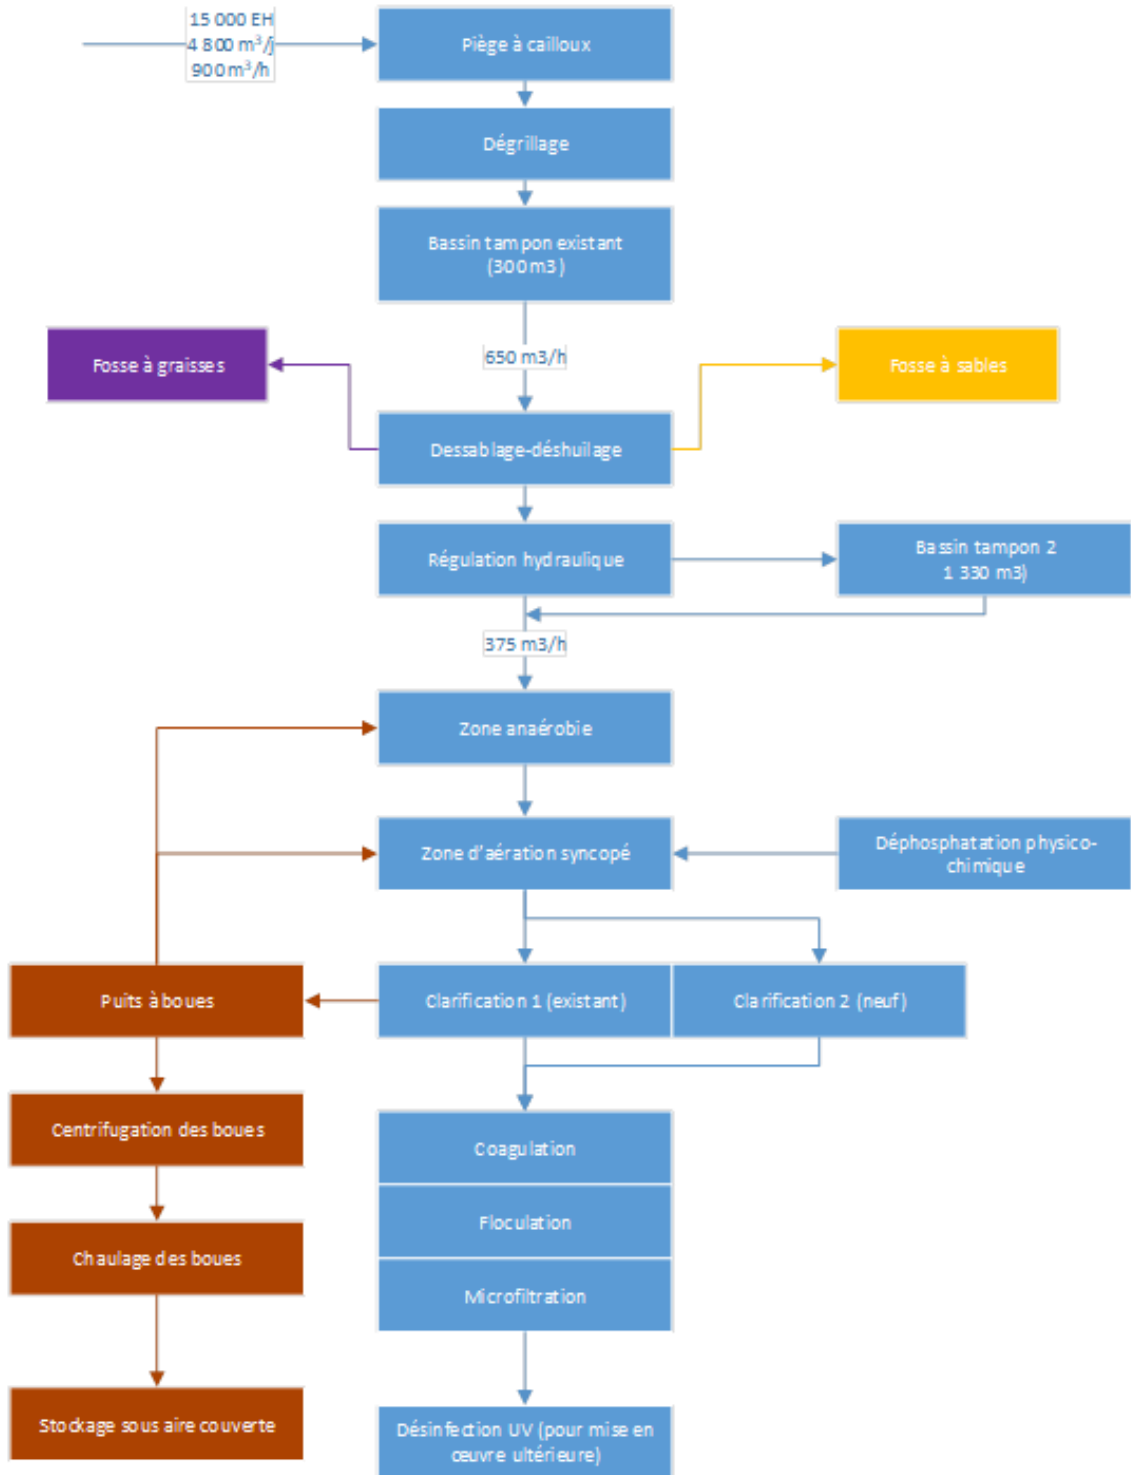 15 000 EH
4 800 m³/j
900 m³/h
Piège à cailloux
Dégrillage
Bassin tampon existant
(300 m3)
650 m3/h
Fosse à graisses
Fosse à sables
Dessablage-déshuilage
Régulation hydraulique
Bassin tampon 2
1 330 m3)
375 m3/h
Zone anaérobie
Zone d'aération syncopé
Déphosphatation physico-
chimique
Puits à boues
Clarification 1 (existant)
Clarification 2 (neuf)
Centrifugation des boues
Coagulation
Floculation
Chaulage des boues
Microfiltration
Stockage sous aire couverte
Désinfection UV (pour mise en
œuvre ultérieure)